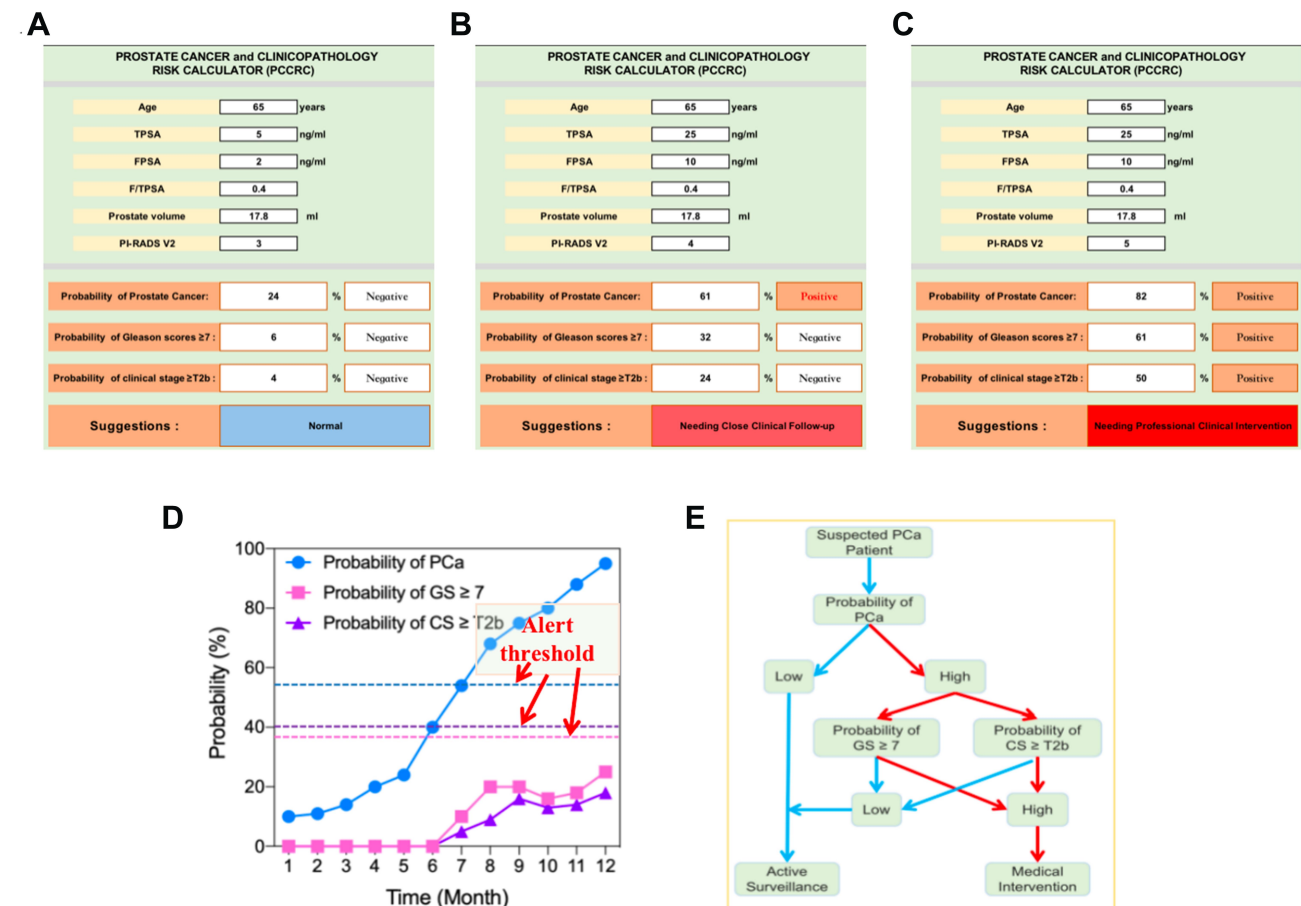 A
PROSTATE CANCER and CLINICOPATHOLOGY
RISK CALCULATOR (PCCRC)
Age 65 years
TPSA 5 ng/ml
FPSA 2 ng/ml
F/TPSA 0.4
Prostate volume 17.8 ml
PI-RADS V2 3
Probability of Prostate Cancer: 24 % Negative
Probability of Gleason scores ≥7 : 6 % Negative
Probability of clinical stage ≥T2b : 4 % Negative
Suggestions : Normal
B
PROSTATE CANCER and CLINICOPATHOLOGY
RISK CALCULATOR (PCCRC)
Age 65 years
TPSA 25 ng/ml
FPSA 10 ng/ml
F/TPSA 0.4
Prostate volume 17.8 ml
PI-RADS V2 4
Probability of Prostate Cancer: 61 % Positive
Probability of Gleason scores ≥7 : 32 % Negative
Probability of clinical stage ≥T2b : 24 % Negative
Suggestions : Needing Close Clinical Follow-up
C
PROSTATE CANCER and CLINICOPATHOLOGY
RISK CALCULATOR (PCCRC)
Age 65 years
TPSA 25 ng/ml
FPSA 10 ng/ml
F/TPSA 0.4
Prostate volume 17.8 ml
PI-RADS V2 5
Probability of Prostate Cancer: 82 % Positive
Probability of Gleason scores ≥7 : 61 % Positive
Probability of clinical stage ≥T2b : 50 % Positive
Suggestions : Needing Professional Clinical Intervention
D
Probability of PCa
Probability of GS ≥ 7
Probability of CS ≥ T2b
Alert
threshold
Probability (%)
100
80
60
40
20
0
1 2 3 4 5 6 7 8 9 10 11 12
Time (Month)
E
Suspected PCa
Patient
Probability of
PCa
Low
High
Probability of
GS ≥ 7
Probability of
CS ≥ T2b
Low
High
Active
Surveillance
Medical
Intervention